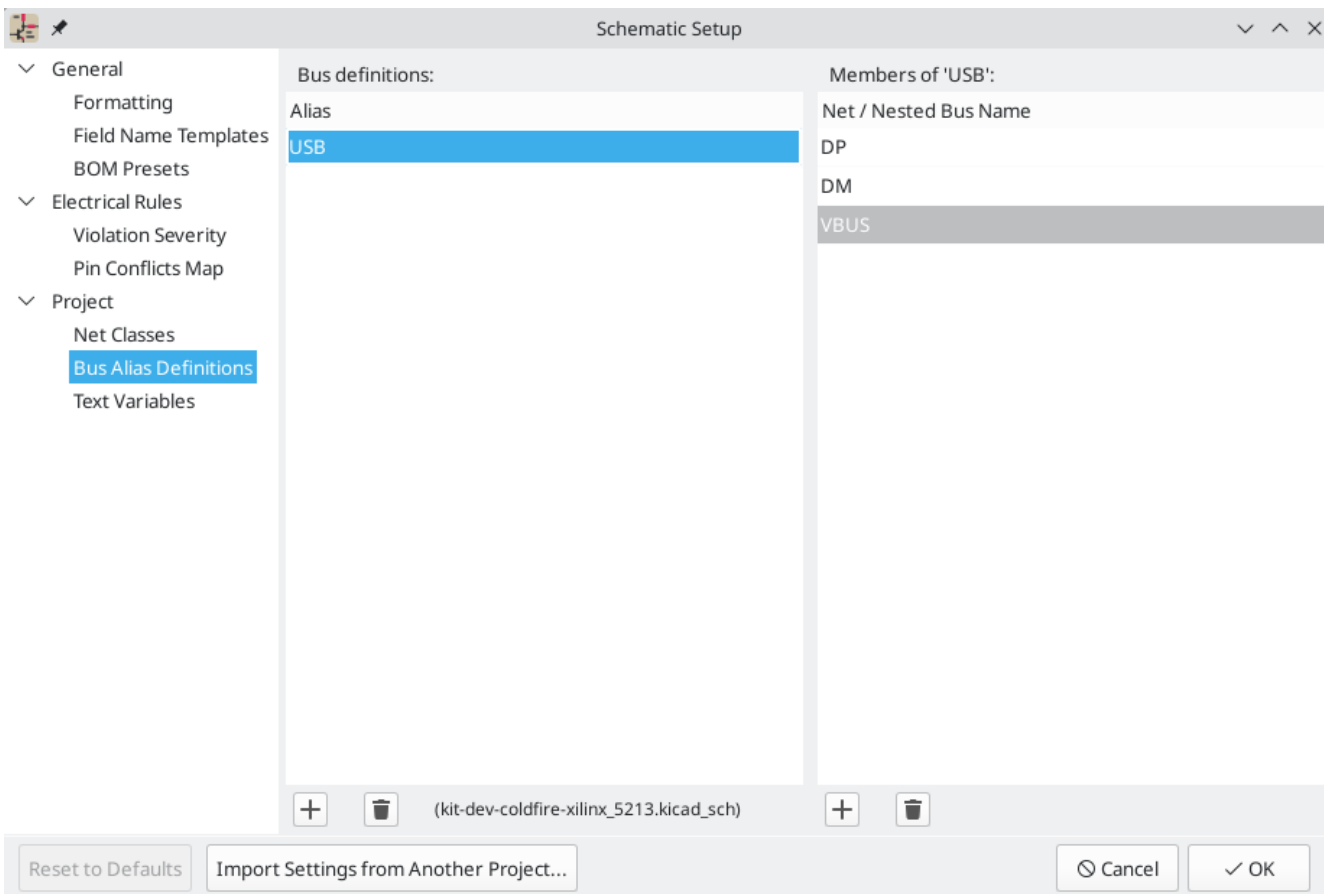 Schematic Setup
General
Formatting
Field Name Templates
BOM Presets
Electrical Rules
Violation Severity
Pin Conflicts Map
Project
Net Classes
Bus Alias Definitions
Text Variables
Bus definitions:
Alias
USB
(kit-dev-coldfire-xilinx_5213.kicad_sch)
Members of 'USB':
Net / Nested Bus Name
DP
DM
VBUS
Reset to Defaults
Import Settings from Another Project...
Cancel
OK